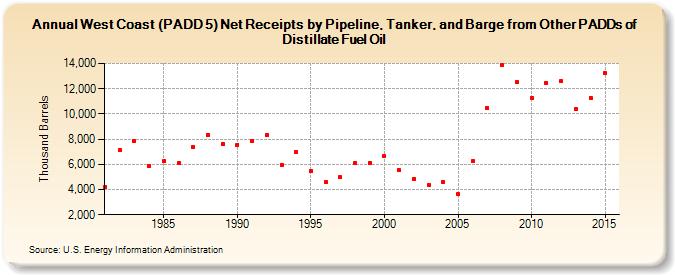 Annual West Coast (PADD 5) Net Receipts by Pipeline, Tanker, and Barge from Other PADDs of
Distillate Fuel Oil
Thousand Barrels
14,000
12,000
10,000
8,000
6,000
4,000
2,000
1985 1990 1995 2000 2005 2010 2015
Source: U.S. Energy Information Administration